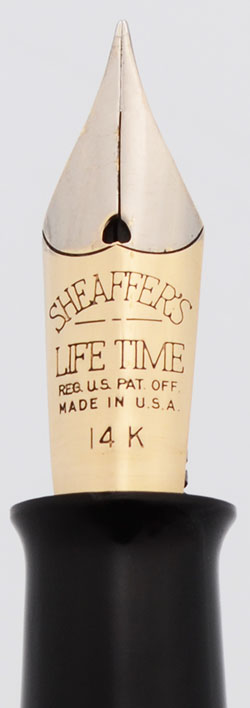 SHEAFFER'S
LIFE TIME
REG. U.S. PAT. OFF.
MADE IN U.S.A.
14 K